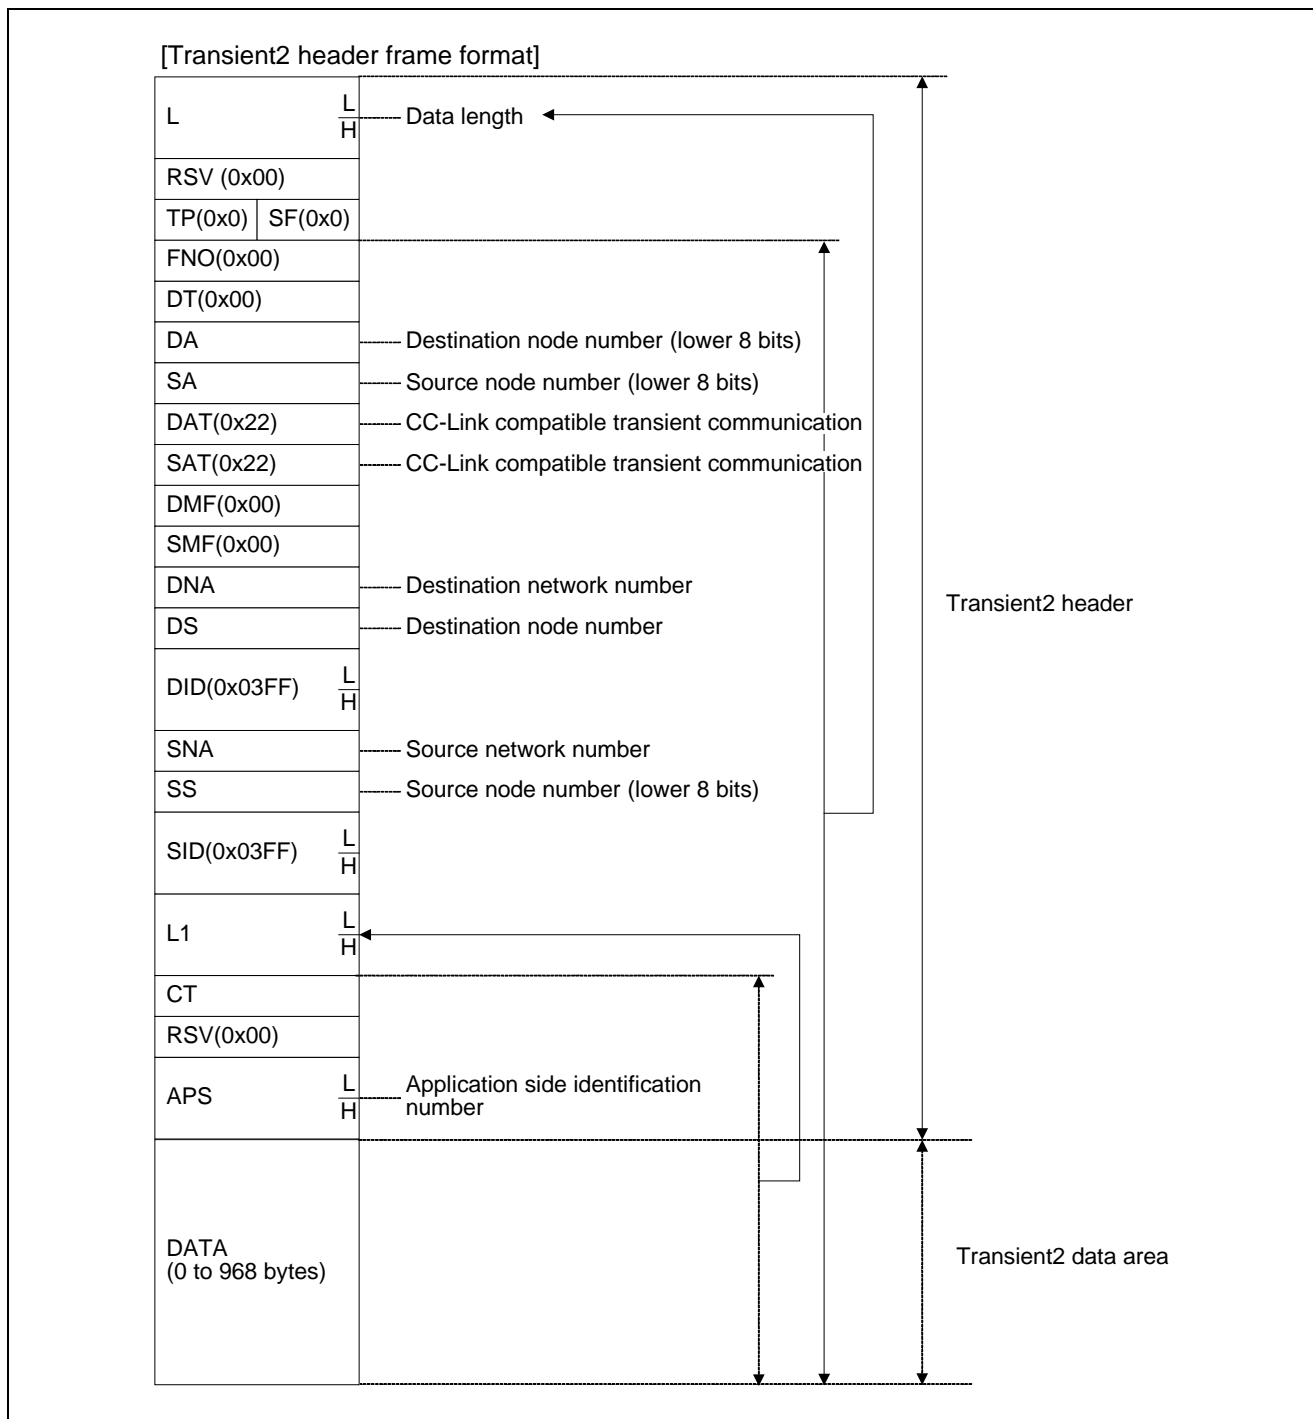 [Transient2 header frame format]
L L
H Data length
RSV (0x00)
TP(0x0) SF(0x0)
FNO(0x00)
DT(0x00)
DA Destination node number (lower 8 bits)
SA Source node number (lower 8 bits)
DAT(0x22) CC-Link compatible transient communication
SAT(0x22) CC-Link compatible transient communication
DMF(0x00)
SMF(0x00)
DNA Destination network number
Transient2 header
DS Destination node number
DID(0x03FF) L
H
SNA Source network number
SS Source node number (lower 8 bits)
SID(0x03FF) L
H
L1 L
H
CT
RSV(0x00)
APS L
H Application side identification
number
DATA
(0 to 968 bytes)
Transient2 data area